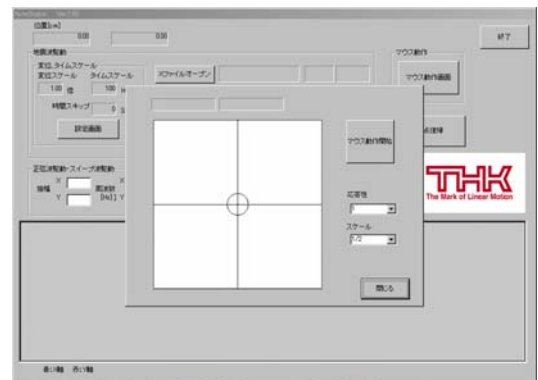 位置[cm]
0.00 0.00
終了
地震波駆動
マウス動作
変位,タイムスケール
変位スケール タイムスケール
1.00 倍 100
Xファイルオープン
マウス動作画面
時間スキップ 0 S
設定画面
マウス動作開始
正弦波駆動・スイープ波駆動
振幅 X
Y
周波数
[Hz]
X
Y
応答性
1
スケール
1/2
閉じる
THK
The Mark of Linear Motion